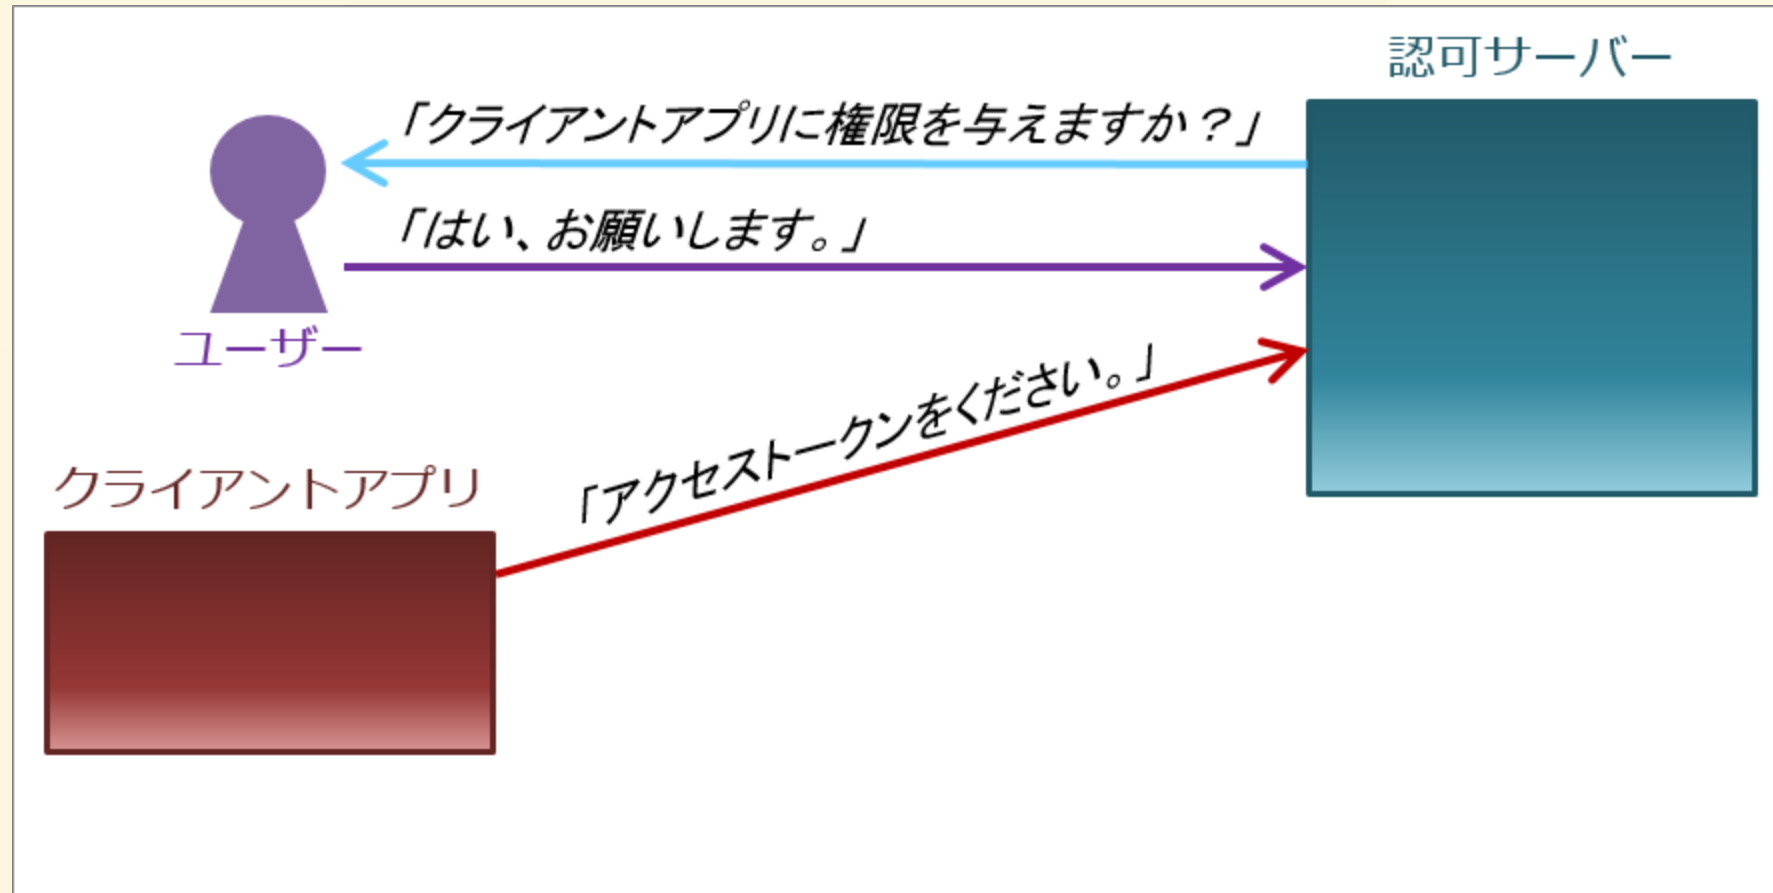 認可サーバー
「クライアントアプリに権限を与えますか？」
「はい、お願いします。」
ユーザー
「アクセストークンをください。」
クライアントアプリ